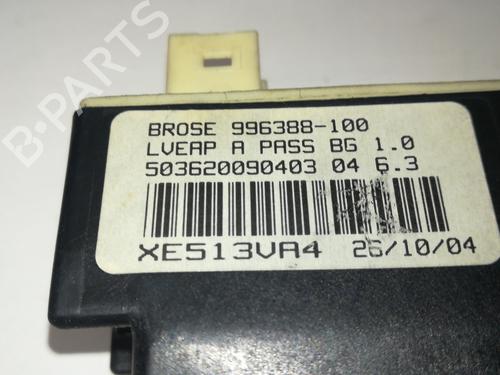 BROSE 996388-100
LVEAP A PASS BG 1.0
503620090403 04 6.3
XE513VA4 26/10/04
B-PARTS